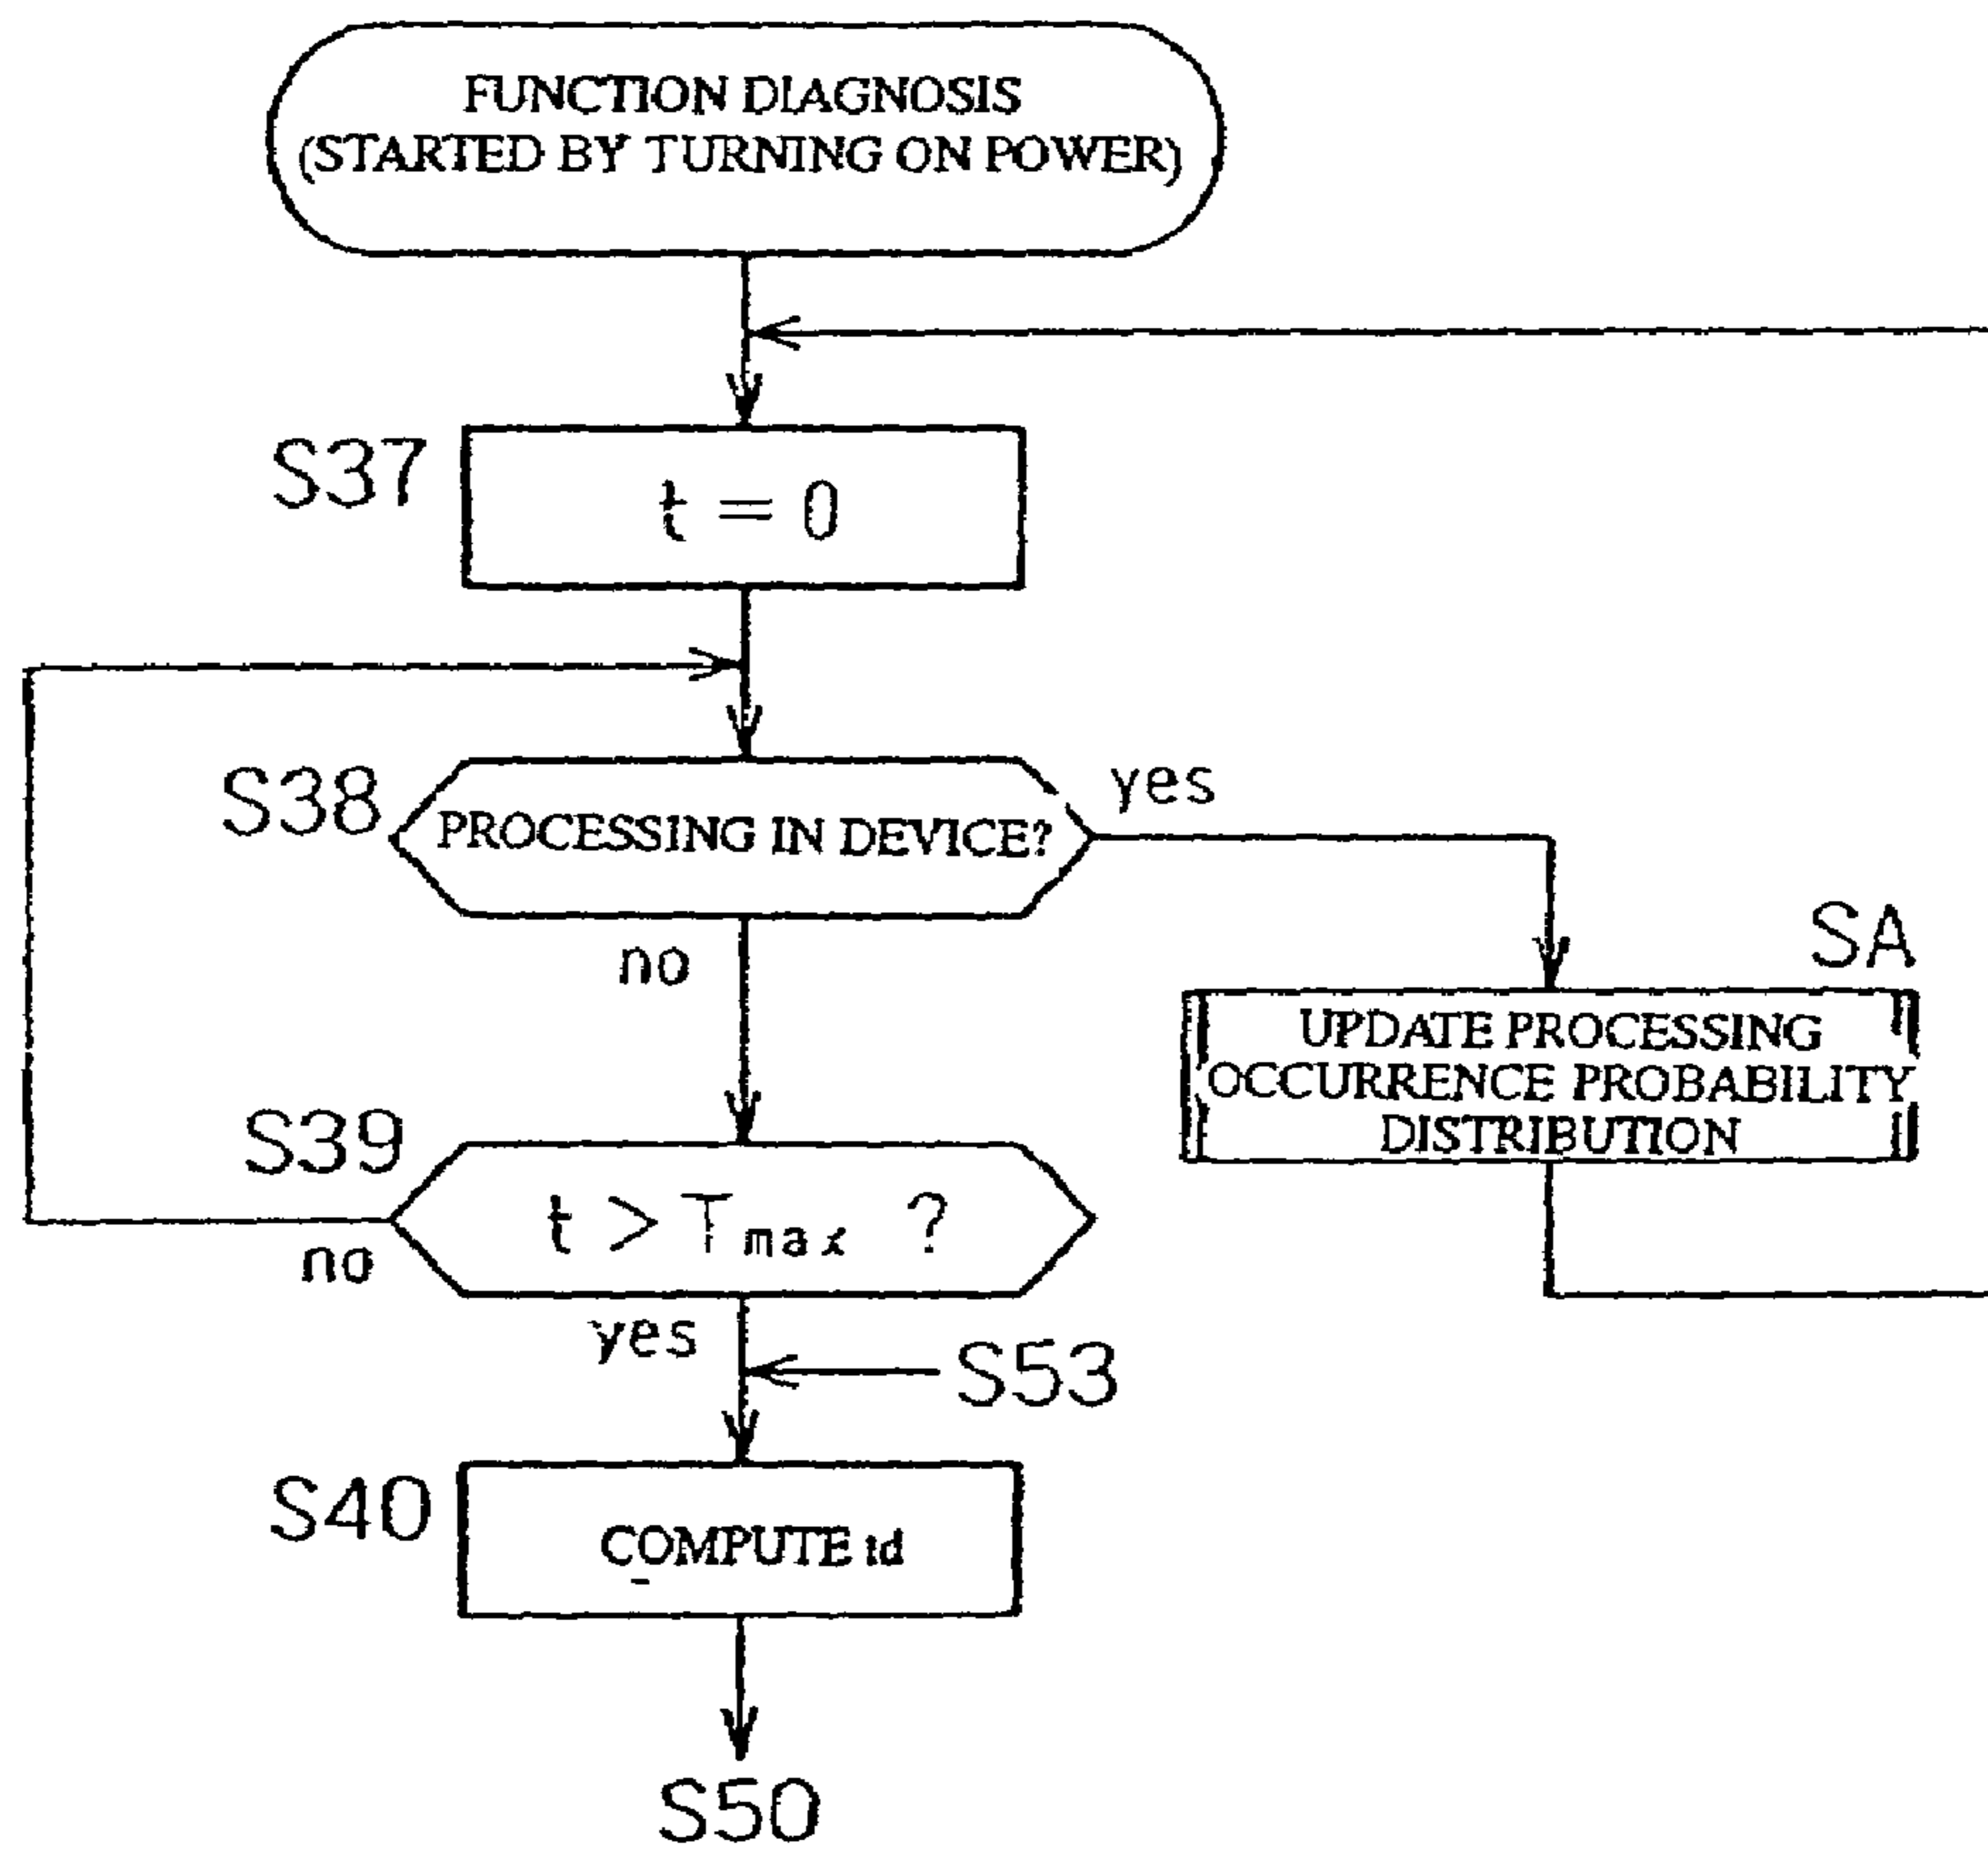 FUNCTION DIAGNOSIS
(STARTED BY TURNING ON POWER)
S37
t = 0
S38
PROCESSING IN DEVICE?
yes
no
SA
UPDATE PROCESSING
OCCURRENCE PROBABILITY
DISTRIBUTION
S39
t > Tmax ?
no
yes
S53
S40
COMPUTE td
S50